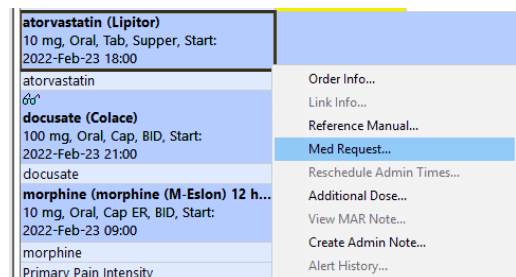 atorvastatin (Lipitor)
10 mg, Oral, Tab, Supper, Start:
2022-Feb-23 18:00
atorvastatin
docusate (Colace)
100 mg, Oral, Cap, BID, Start:
2022-Feb-23 21:00
docusate
morphine (morphine (M-Eslon) 12 h...
10 mg, Oral, Cap ER, BID, Start:
2022-Feb-23 09:00
morphine
Primary Pain Intensity
Order Info...
Link Info...
Reference Manual...
Med Request...
Reschedule Admin Times...
Additional Dose...
View MAR Note...
Create Admin Note...
Alert History...